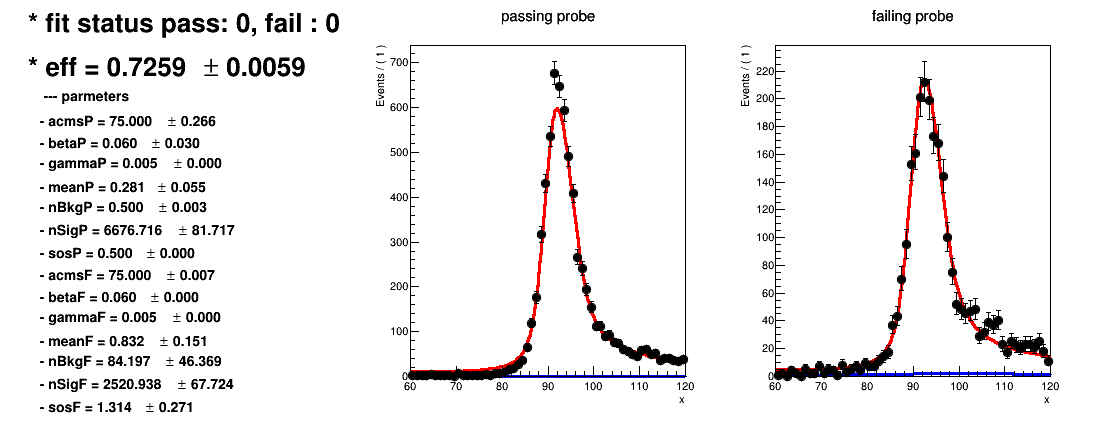 * fit status pass: 0, fail : 0
* eff = 0.7259 ± 0.0059
--- parmeters
- acmsP = 75.000 ± 0.266
- betaP = 0.060 ± 0.030
- gammaP = 0.005 ± 0.000
- meanP = 0.281 ± 0.055
- nBkgP = 0.500 ± 0.003
- nSigP = 6676.716 ± 81.717
- sosP = 0.500 ± 0.000
- acmsF = 75.000 ± 0.007
- betaF = 0.060 ± 0.000
- gammaF = 0.005 ± 0.000
- meanF = 0.832 ± 0.151
- nBkgF = 84.197 ± 46.369
- nSigF = 2520.938 ± 67.724
- sosF = 1.314 ± 0.271
passing probe
Events / ( 1 )
700
600
500
400
300
200
100
0
60 70 80 90 100 110 120
x
failing probe
Events / ( 1 )
220
200
180
160
140
120
100
80
60
40
20
0
60 70 80 90 100 110 120
x